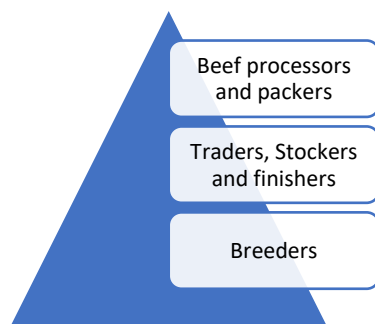 Beef processors
and packers
Traders, Stockers
and finishers
Breeders